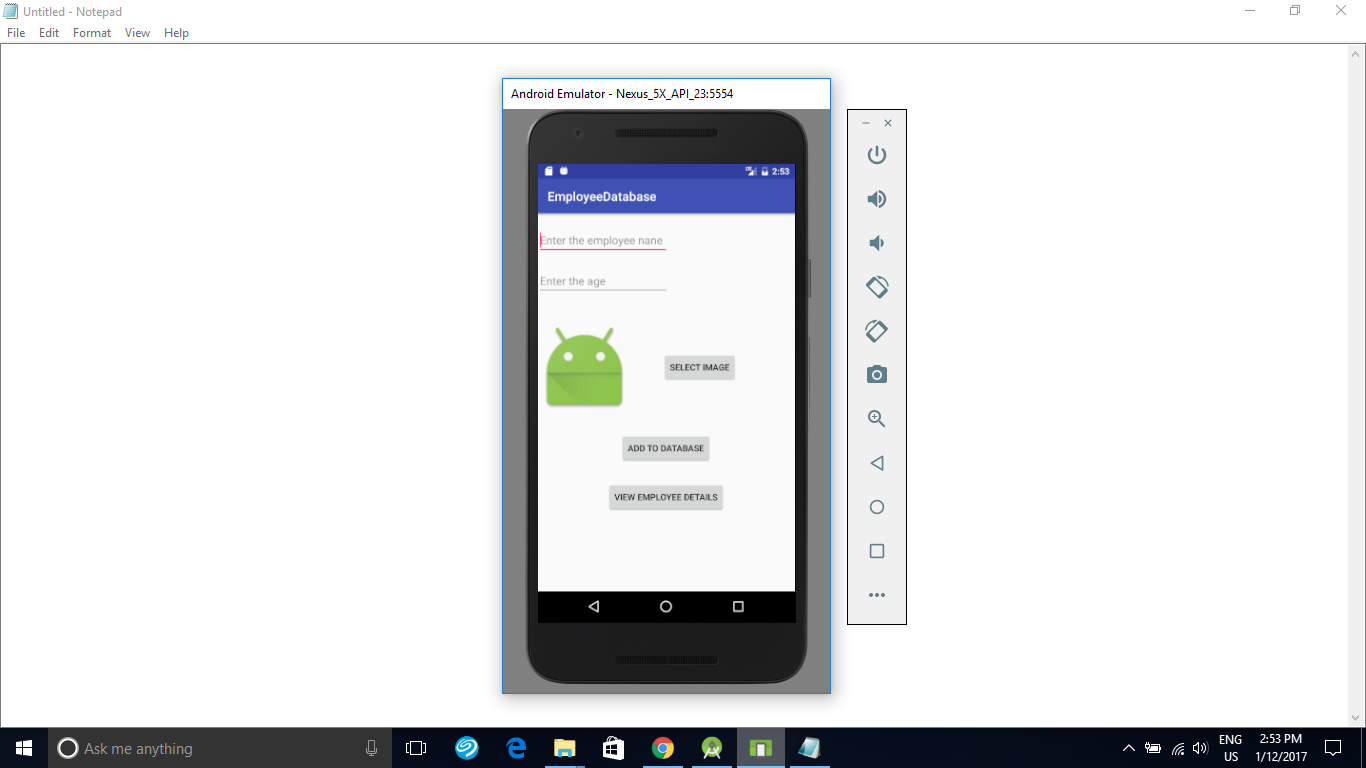 Untitled - Notepad
File Edit Format View Help
Android Emulator - Nexus_5X_API_23:5554
2:53
EmployeeDatabase
Enter the employee nane
Enter the age
SELECT IMAGE
ADD TO DATABASE
VIEW EMPLOYEE DETAILS
Ask me anything
ENG
US
2:53 PM
1/12/2017